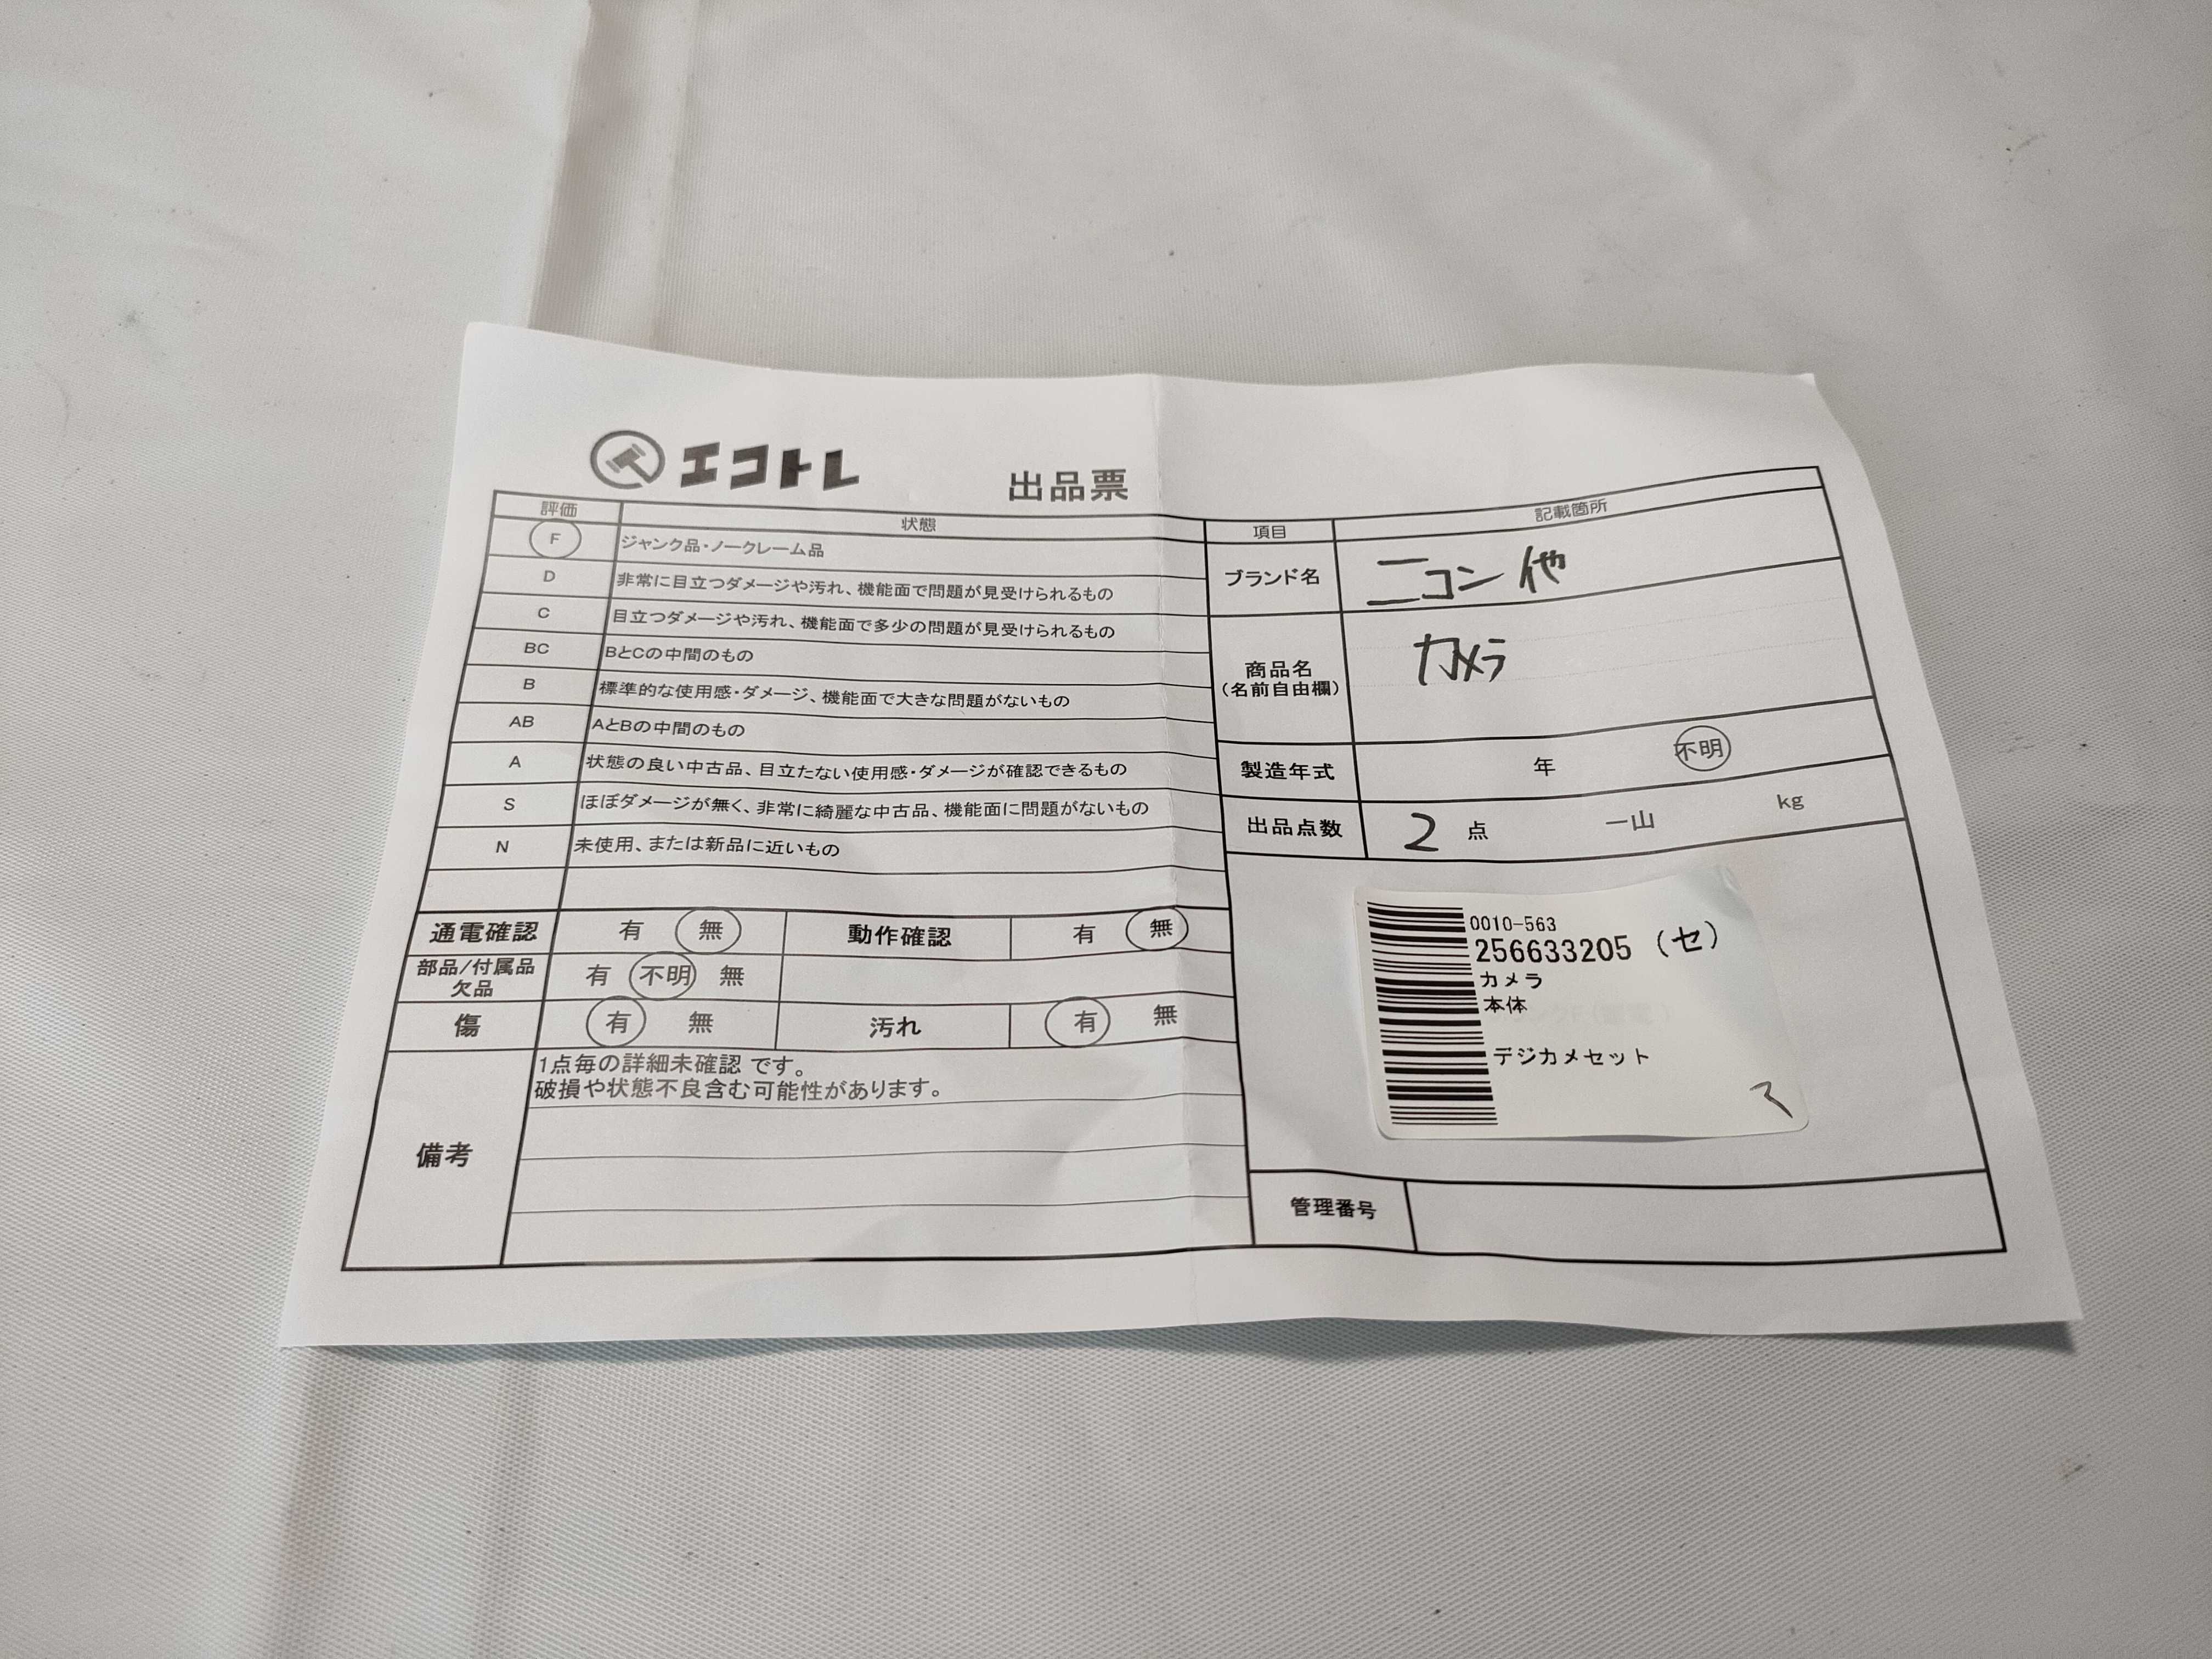 エコトレ 出品票
評価 状態
F ジャンク品・ノークレーム品
D 非常に目立つダメージや汚れ、機能面で問題が見受けられるもの
C 目立つダメージや汚れ、機能面で多少の問題が見受けられるもの
BC BとCの中間のもの
B 標準的な使用感・ダメージ、機能面で大きな問題がないもの
AB AとBの中間のもの
A 状態の良い中古品、目立たない使用感・ダメージが確認できるもの
S ほぼダメージが無く、非常に綺麗な中古品、機能面に問題がないもの
N 未使用、または新品に近いもの
通電確認 有 無 動作確認 有 無
部品/付属品
欠品 有 不明 無
傷 有 無 汚れ 有 無
備考
1点毎の詳細未確認 です。
破損や状態不良含む可能性があります。
項目 記載箇所
ブランド名 ニコン 他
商品名
(名前自由欄) カメラ
製造年式 年 不明
出品点数 2 点 一山 kg
0010-563
256633205 (セ)
カメラ
本体
デジカメセット
管理番号